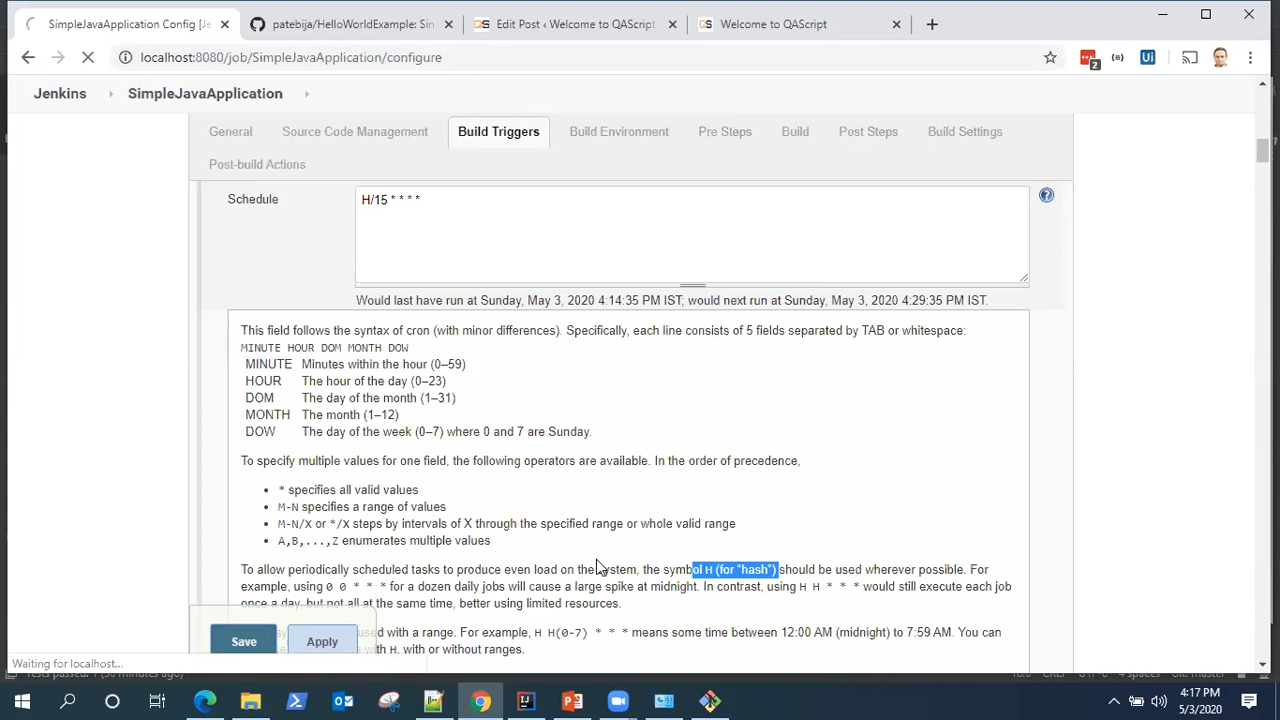 SimpleJavaApplication Config [Je
patebija/HelloWorldExample: Sim
Edit Post ‹ Welcome to QAScript
Welcome to QAScript
localhost:8080/job/SimpleJavaApplication/configure
2
Ui
Jenkins
SimpleJavaApplication
General
Source Code Management
Build Triggers
Build Environment
Pre Steps
Build
Post Steps
Build Settings
Post-build Actions
Schedule
H/15 * * * *
Would last have run at Sunday, May 3, 2020 4:14:35 PM IST; would next run at Sunday, May 3, 2020 4:29:35 PM IST.
This field follows the syntax of cron (with minor differences). Specifically, each line consists of 5 fields separated by TAB or whitespace:
MINUTE HOUR DOM MONTH DOW
MINUTE Minutes within the hour (0–59)
HOUR The hour of the day (0–23)
DOM The day of the month (1–31)
MONTH The month (1–12)
DOW The day of the week (0–7) where 0 and 7 are Sunday.
To specify multiple values for one field, the following operators are available. In the order of precedence,
• * specifies all valid values
• M-N specifies a range of values
• M-N/X or */X steps by intervals of X through the specified range or whole valid range
• A,B,...,Z enumerates multiple values
To allow periodically scheduled tasks to produce even load on the system, the symbol H (for “hash”) should be used wherever possible. For
example, using 0 0 * * * for a dozen daily jobs will cause a large spike at midnight. In contrast, using H H * * * would still execute each job
once a day, but not all at the same time, better using limited resources.
used with a range. For example, H H(0-7) * * * means some time between 12:00 AM (midnight) to 7:59 AM. You can
with H, with or without ranges.
Save
Apply
Waiting for localhost...
4:17 PM
5/3/2020